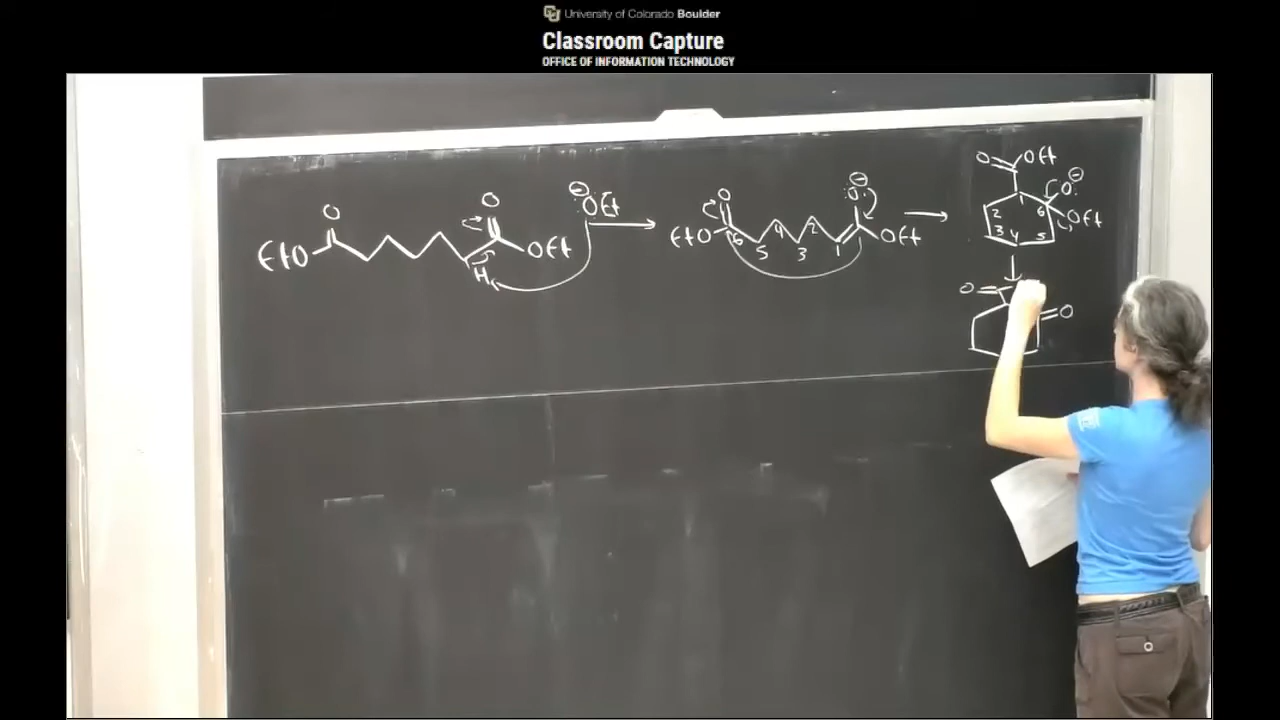 University of Colorado Boulder
Classroom Capture
OFFICE OF INFORMATION TECHNOLOGY
O O ⊖ :ÖEt
EtO OEt
H
O ⊖ :O:
EtO 6 5 4 3 2 1 OEt
O OEt
⊖ O:
2 6 OEt
3 4 5
O O